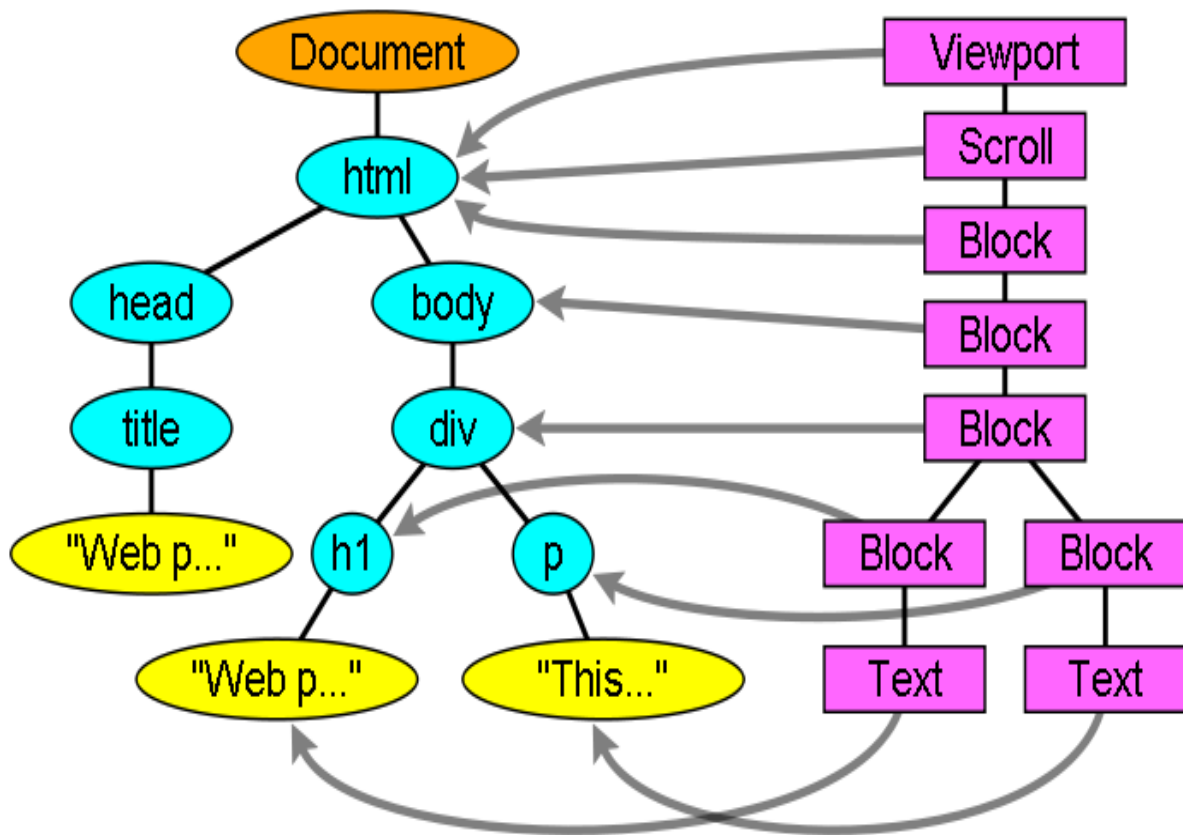 Document
Viewport
html
Scroll
Block
head
body
Block
title
div
Block
"Web p..."
h1
p
Block
Block
"Web p..."
"This..."
Text
Text